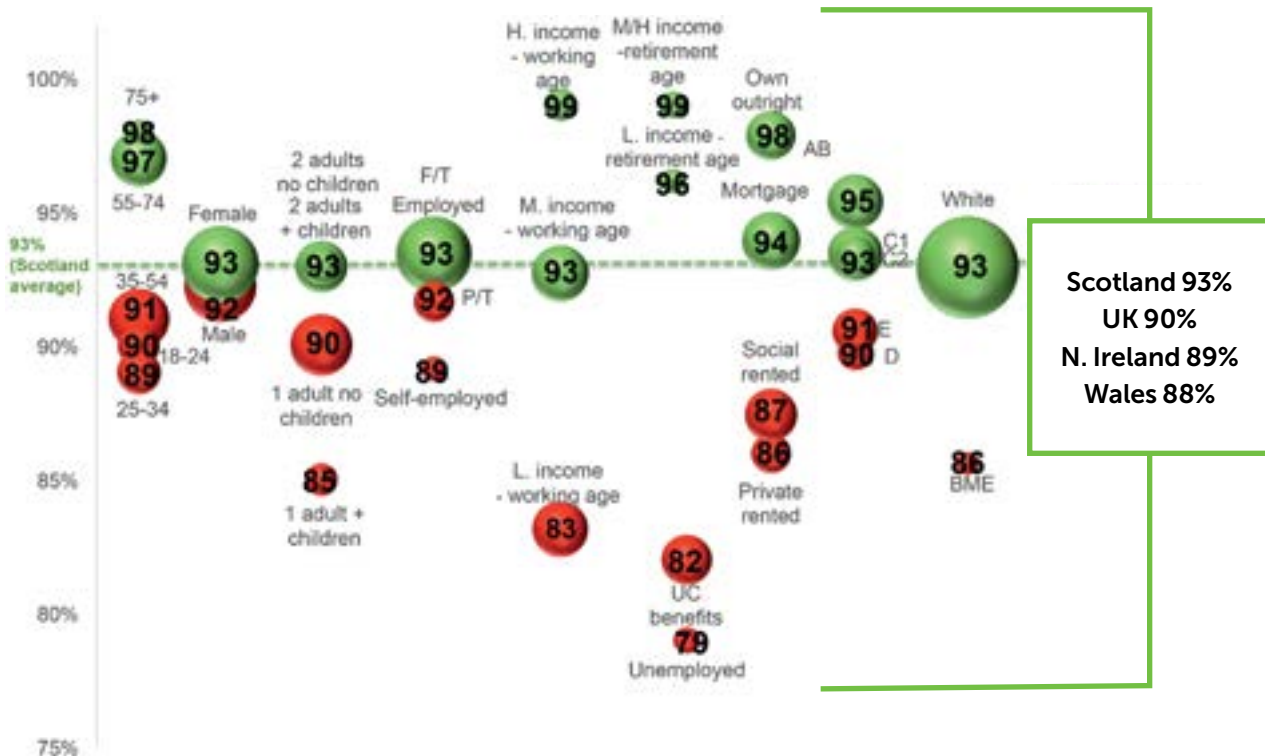 100%
95%
93%
(Scotland
average)
90%
85%
80%
75%
75+
98
97
55-74
35-54
91
90
18-24
89
25-34
Female
93
92
Male
2 adults
no children
2 adults
+ children
93
90
1 adult no
children
85
1 adult +
children
F/T
Employed
93
92
P/T
89
Self-employed
H. income
- working
age
99
M. income
- working age
93
L. income
- working age
83
M/H income
-retirement
age
99
L. income -
retirement age
96
82
UC
benefits
79
Unemployed
Own
outright
98
Mortgage
94
Social
rented
87
86
Private
rented
AB
95
C1
93
C2
91
E
90
D
White
93
86
BME
Scotland 93%
UK 90%
N. Ireland 89%
Wales 88%